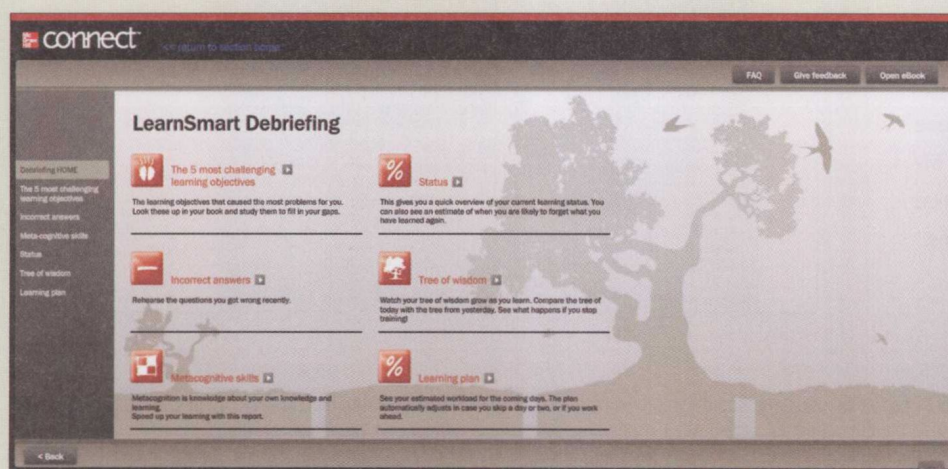 connect
<< return to section home
FAQ Give feedback Open eBook
LearnSmart Debriefing
Debriefing HOME
The 5 most challenging
learning objectives
Incorrect answers
Meta-cognitive skills
Status
Tree of wisdom
Learning plan
The 5 most challenging
learning objectives
The learning objectives that caused the most problems for you.
Look these up in your book and study them to fill in your gaps.
% Status
This gives you a quick overview of your current learning status. You
can also see an estimate of when you are likely to forget what you
have learned again.
Incorrect answers
Rehearse the questions you got wrong recently.
Tree of wisdom
Watch your tree of wisdom grow as you learn. Compare the tree of
today with the tree from yesterday. See what happens if you stop
training!
Metacognitive skills
Metacognition is knowledge about your own knowledge and
learning.
Speed up your learning with this report.
% Learning plan
See your estimated workload for the coming days. The plan
automatically adjusts in case you skip a day or two, or if you work
ahead.
< Back